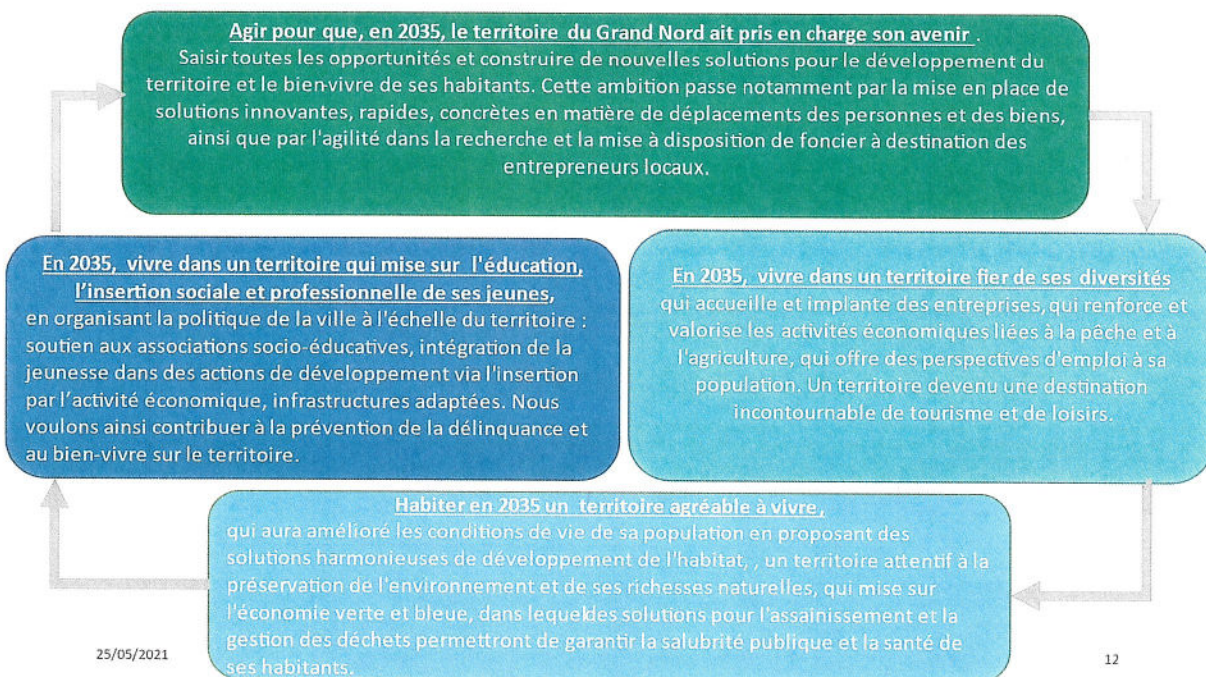 Agir pour que, en 2035, le territoire du Grand Nord ait pris en charge son avenir .
Saisir toutes les opportunités et construire de nouvelles solutions pour le développement du
territoire et le bien-vivre de ses habitants. Cette ambition passe notamment par la mise en place de
solutions innovantes, rapides, concrètes en matière de déplacements des personnes et des biens,
ainsi que par l'agilité dans la recherche et la mise à disposition de foncier à destination des
entrepreneurs locaux.
En 2035, vivre dans un territoire qui mise sur l'éducation,
l'insertion sociale et professionnelle de ses jeunes,
en organisant la politique de la ville à l'échelle du territoire :
soutien aux associations socio-éducatives, intégration de la
jeunesse dans des actions de développement via l'insertion
par l'activité économique, infrastructures adaptées. Nous
voulons ainsi contribuer à la prévention de la délinquance et
au bien-vivre sur le territoire.
En 2035, vivre dans un territoire fier de ses diversités
qui accueille et implante des entreprises, qui renforce et
valorise les activités économiques liées à la pêche et à
l'agriculture, qui offre des perspectives d'emploi à sa
population. Un territoire devenu une destination
incontournable de tourisme et de loisirs.
Habiter en 2035 un territoire agréable à vivre,
qui aura amélioré les conditions de vie de sa population en proposant des
solutions harmonieuses de développement de l'habitat, , un territoire attentif à la
préservation de l'environnement et de ses richesses naturelles, qui mise sur
l'économie verte et bleue, dans lequel des solutions pour l'assainissement et la
gestion des déchets permettront de garantir la salubrité publique et la santé de
ses habitants.
25/05/2021
12